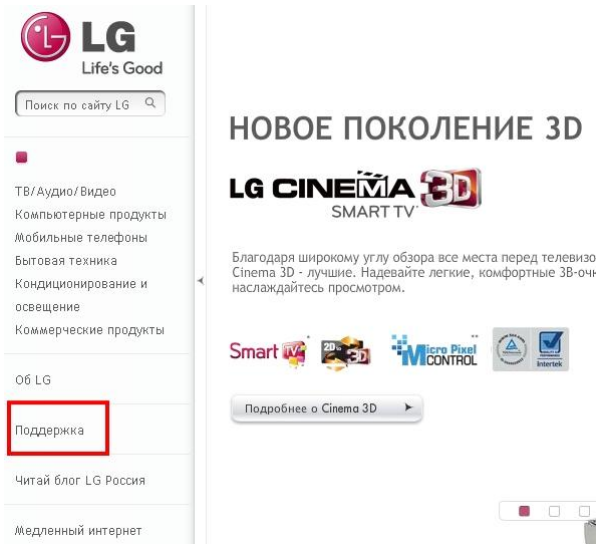 LG
Life's Good
Поиск по сайту LG
ТВ/Аудио/Видео
Компьютерные продукты
Мобильные телефоны
Бытовая техника
Кондиционирование и
освещение
Коммерческие продукты
Об LG
Поддержка
Читай блог LG Россия
Медленный интернет
НОВОЕ ПОКОЛЕНИЕ 3D
LG CINEMA 3D
SMART TV
Благодаря широкому углу обзора все места перед телевизо
Cinema 3D - лучшие. Надевайте легкие, комфортные 3D-очк
наслаждайтесь просмотром.
Smart TV
2D 3D
Micro Pixel
CONTROL
Intertek
Подробнее о Cinema 3D